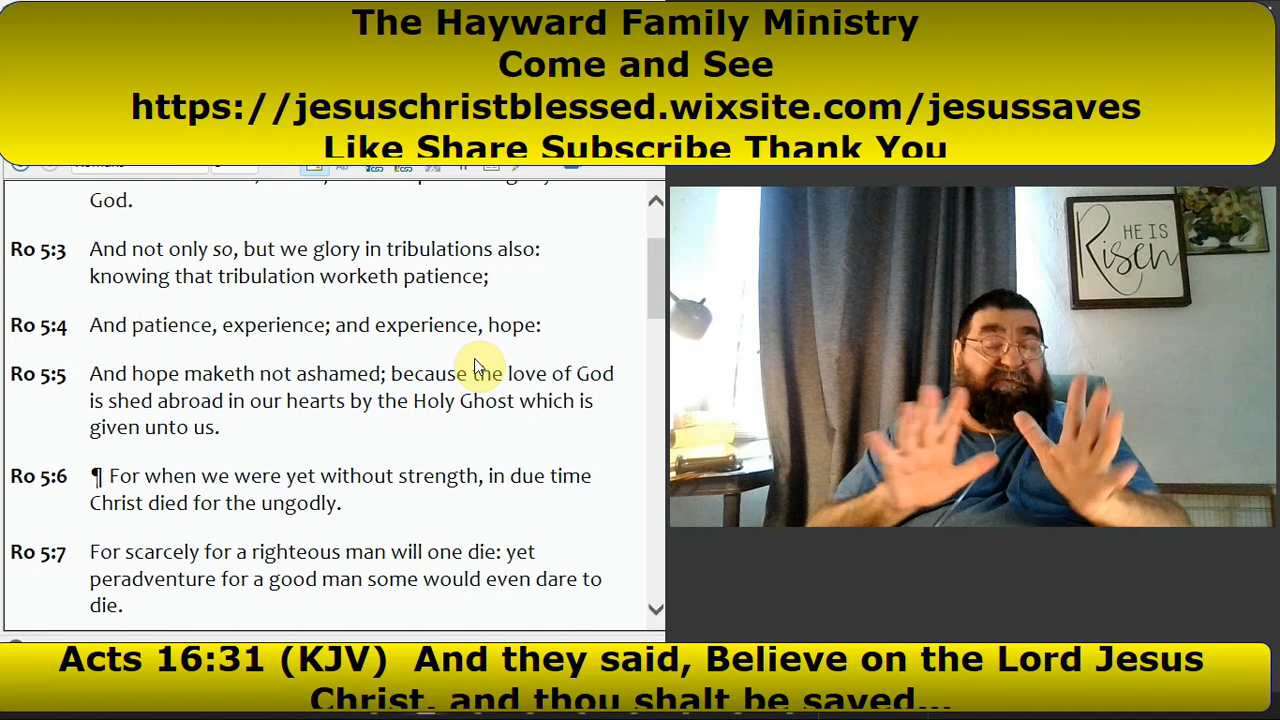 The Hayward Family Ministry
Come and See
https://jesuschristblessed.wixsite.com/jesussaves
Like Share Subscribe Thank You
God.
Ro 5:3 And not only so, but we glory in tribulations also:
knowing that tribulation worketh patience;
Ro 5:4 And patience, experience; and experience, hope:
Ro 5:5 And hope maketh not ashamed; because the love of God
is shed abroad in our hearts by the Holy Ghost which is
given unto us.
Ro 5:6 ¶ For when we were yet without strength, in due time
Christ died for the ungodly.
Ro 5:7 For scarcely for a righteous man will one die: yet
peradventure for a good man some would even dare to
die.
HE IS
Risen
Acts 16:31 (KJV) And they said, Believe on the Lord Jesus
Christ, and thou shalt be saved...